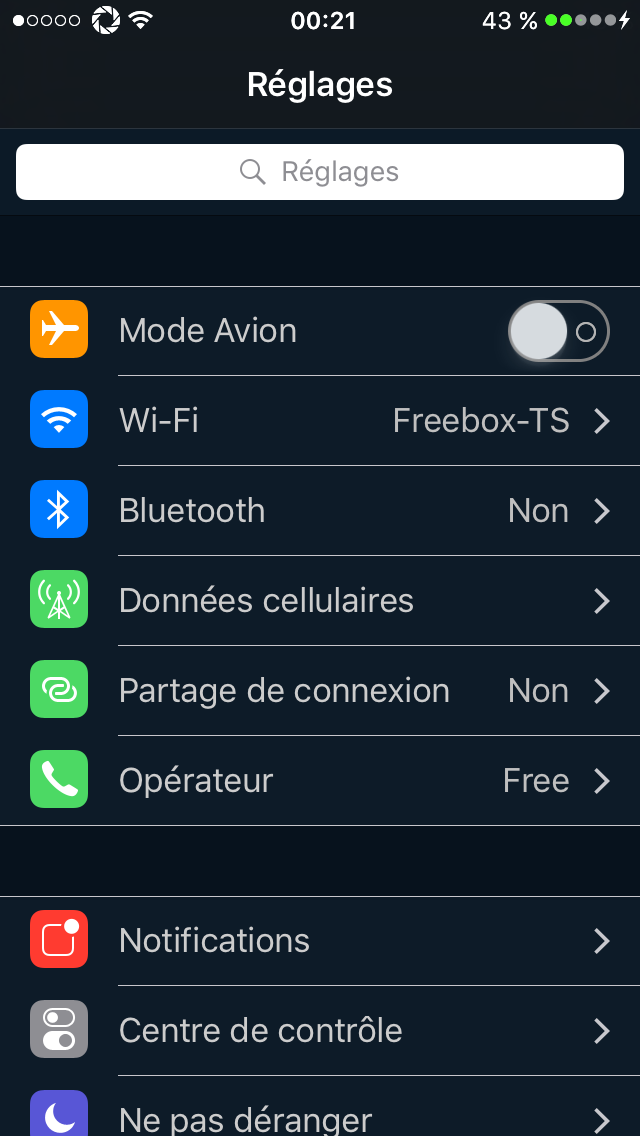 00:21
43 %
Réglages
Réglages
Mode Avion
Wi-Fi Freebox-TS
Bluetooth Non
Données cellulaires
Partage de connexion Non
Opérateur Free
Notifications
Centre de contrôle
Ne pas déranger